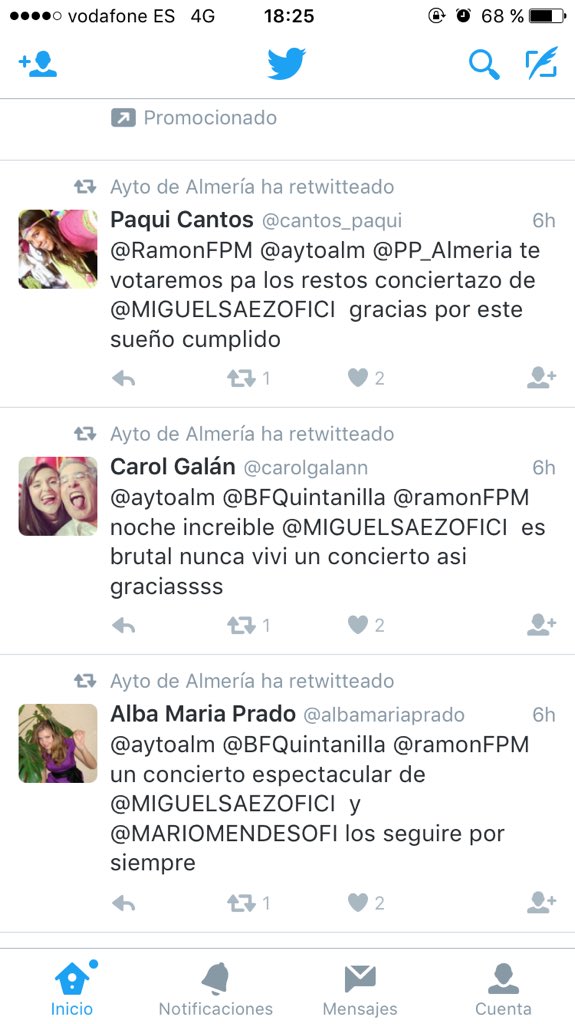 vodafone ES 4G 18:25 68 %
Promocionado
Ayto de Almería ha retwitteado
Paqui Cantos @cantos_paqui 6h
@RamonFPM @aytoalm @PP_Almeria te
votaremos pa los restos conciertazo de
@MIGUELSAEZOFICI gracias por este
sueño cumplido
1 2
Ayto de Almería ha retwitteado
Carol Galán @carolgalann 6h
@aytoalm @BFQuintanilla @ramonFPM
noche increible @MIGUELSAEZOFICI es
brutal nunca vivi un concierto asi
graciassss
1 2
Ayto de Almería ha retwitteado
Alba Maria Prado @albamariaprado 6h
@aytoalm @BFQuintanilla @ramonFPM
un concierto espectacular de
@MIGUELSAEZOFICI y
@MARIOMENDESOFI los seguire por
siempre
1 2
Inicio Notificaciones Mensajes Cuenta